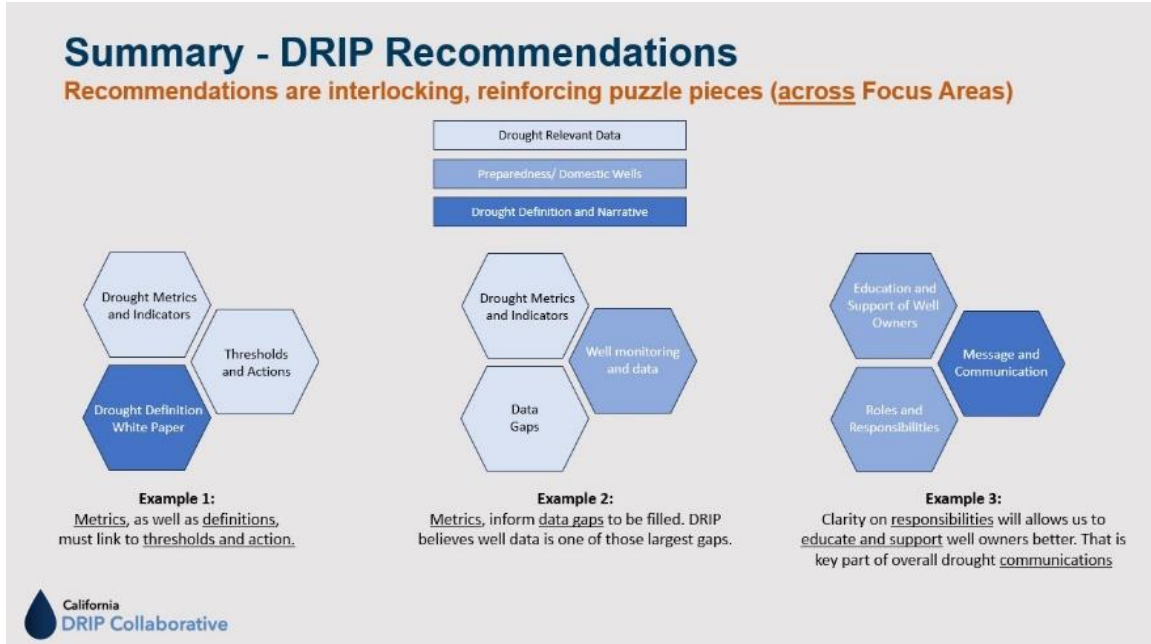 Summary - DRIP Recommendations
Recommendations are interlocking, reinforcing puzzle pieces (across Focus Areas)
Drought Relevant Data
Preparedness/ Domestic Wells
Drought Definition and Narrative
Drought Metrics
and Indicators
Thresholds
and Actions
Drought Definition
White Paper
Example 1:
Metrics, as well as definitions,
must link to thresholds and action.
Drought Metrics
and Indicators
Well monitoring
and data
Data
Gaps
Example 2:
Metrics, inform data gaps to be filled. DRIP
believes well data is one of those largest gaps.
Education and
Support of Well
Owners
Message and
Communication
Roles and
Responsibilities
Example 3:
Clarity on responsibilities will allows us to
educate and support well owners better. That is
key part of overall drought communications
California
DRIP Collaborative